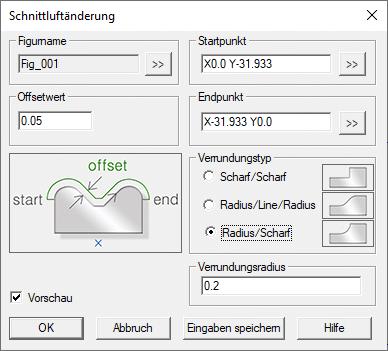 Schnittluftänderung
Figurname
Fig_001
>>
Startpunkt
X0.0 Y-31.933
>>
Offsetwert
0.05
Endpunkt
X-31.933 Y0.0
>>
offset
start
end
x
Verrundungstyp
Scharf/Scharf
Radius/Line/Radius
Radius/Scharf
Verrundungsradius
0.2
Vorschau
OK
Abbruch
Eingaben speichern
Hilfe